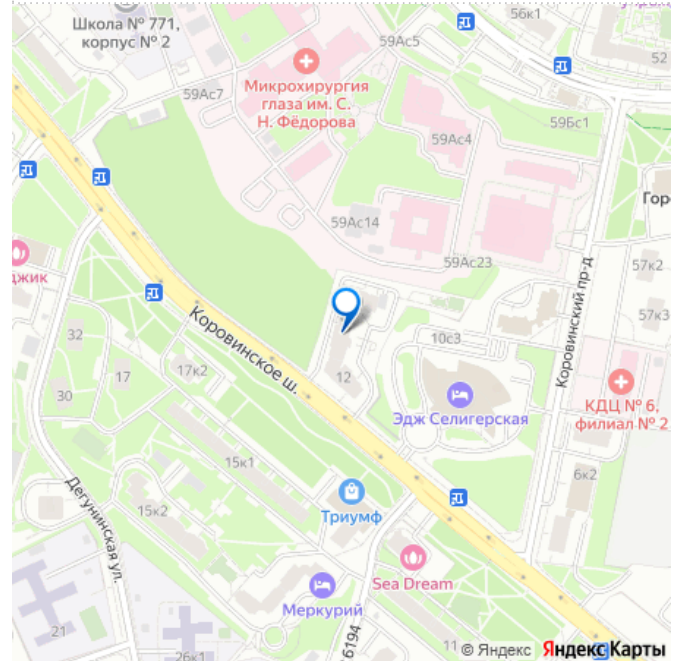 Школа № 771,
корпус № 2
59Ас5
56к1
52
59Ас7
Микрохирургия
глаза им. С.
Н. Фёдорова
59Ас4
59Бс1
Гор
59Ас14
59Ас23
57к2
джик
Коровинский пр-д
57к3
Коровинское ш.
10с3
32
17к2
17
30
12
Эдж Селигерская
КДЦ № 6,
филиал № 2
15к1
6к2
15к2
Триумф
Дегунинская ул.
Sea Dream
Меркурий
6194
21
26к1
11
© Яндекс Яндекс Карты